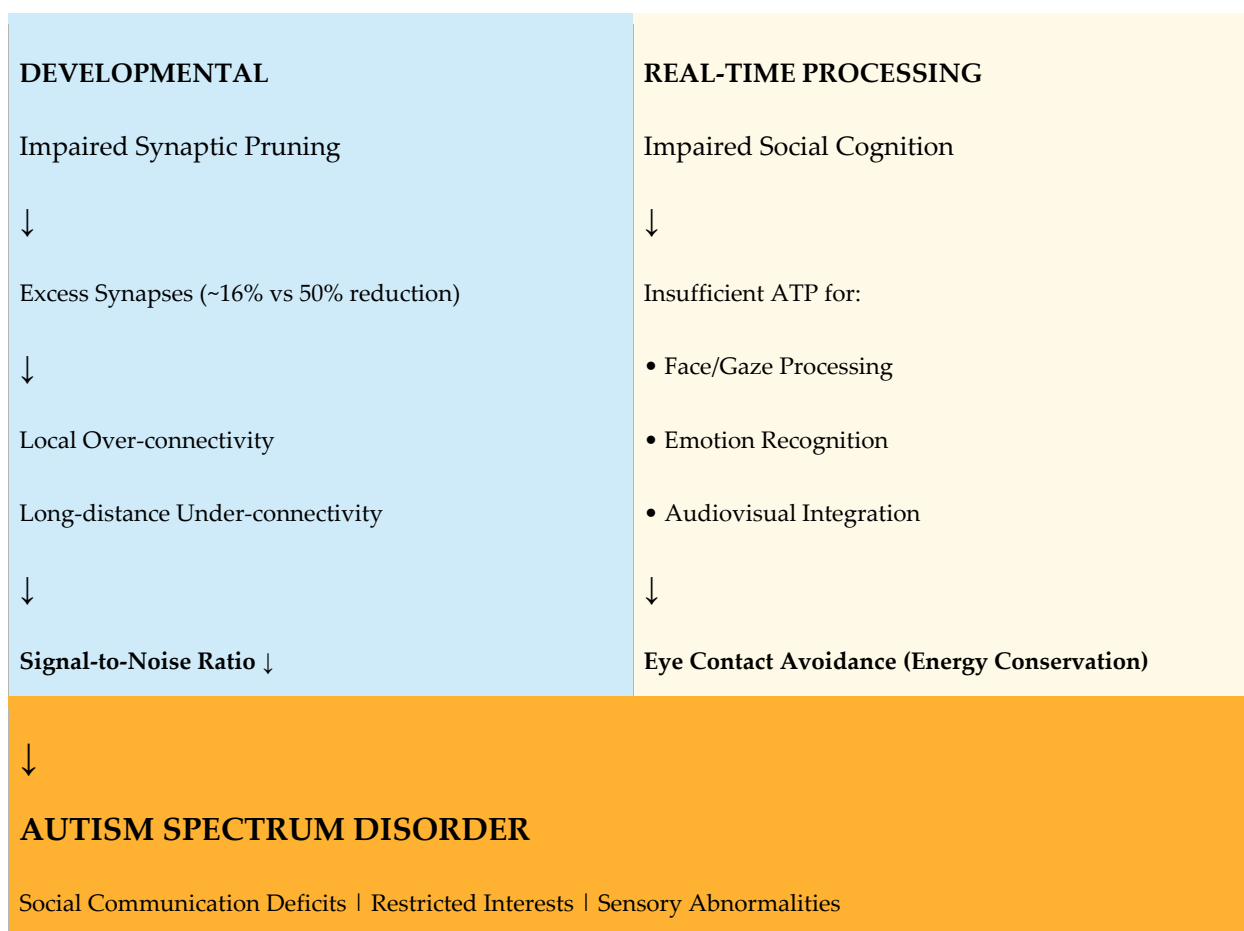 DEVELOPMENTAL
Impaired Synaptic Pruning
↓
Excess Synapses (~16% vs 50% reduction)
↓
Local Over-connectivity
Long-distance Under-connectivity
↓
Signal-to-Noise Ratio ↓
REAL-TIME PROCESSING
Impaired Social Cognition
↓
Insufficient ATP for:
• Face/Gaze Processing
• Emotion Recognition
• Audiovisual Integration
↓
Eye Contact Avoidance (Energy Conservation)
↓
AUTISM SPECTRUM DISORDER
Social Communication Deficits | Restricted Interests | Sensory Abnormalities